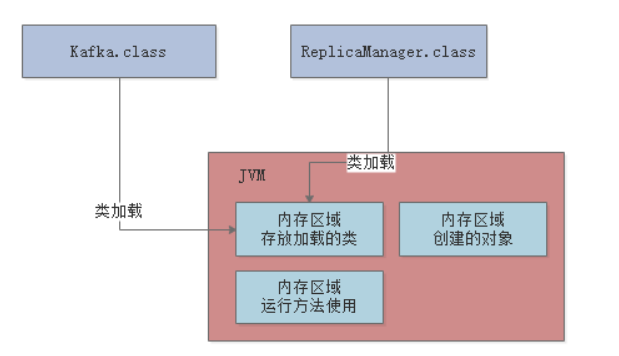 Kafka.class
ReplicaManager.class
类加载
JVM
类加载
内存区域
存放加载的类
内存区域
创建的对象
内存区域
运行方法使用